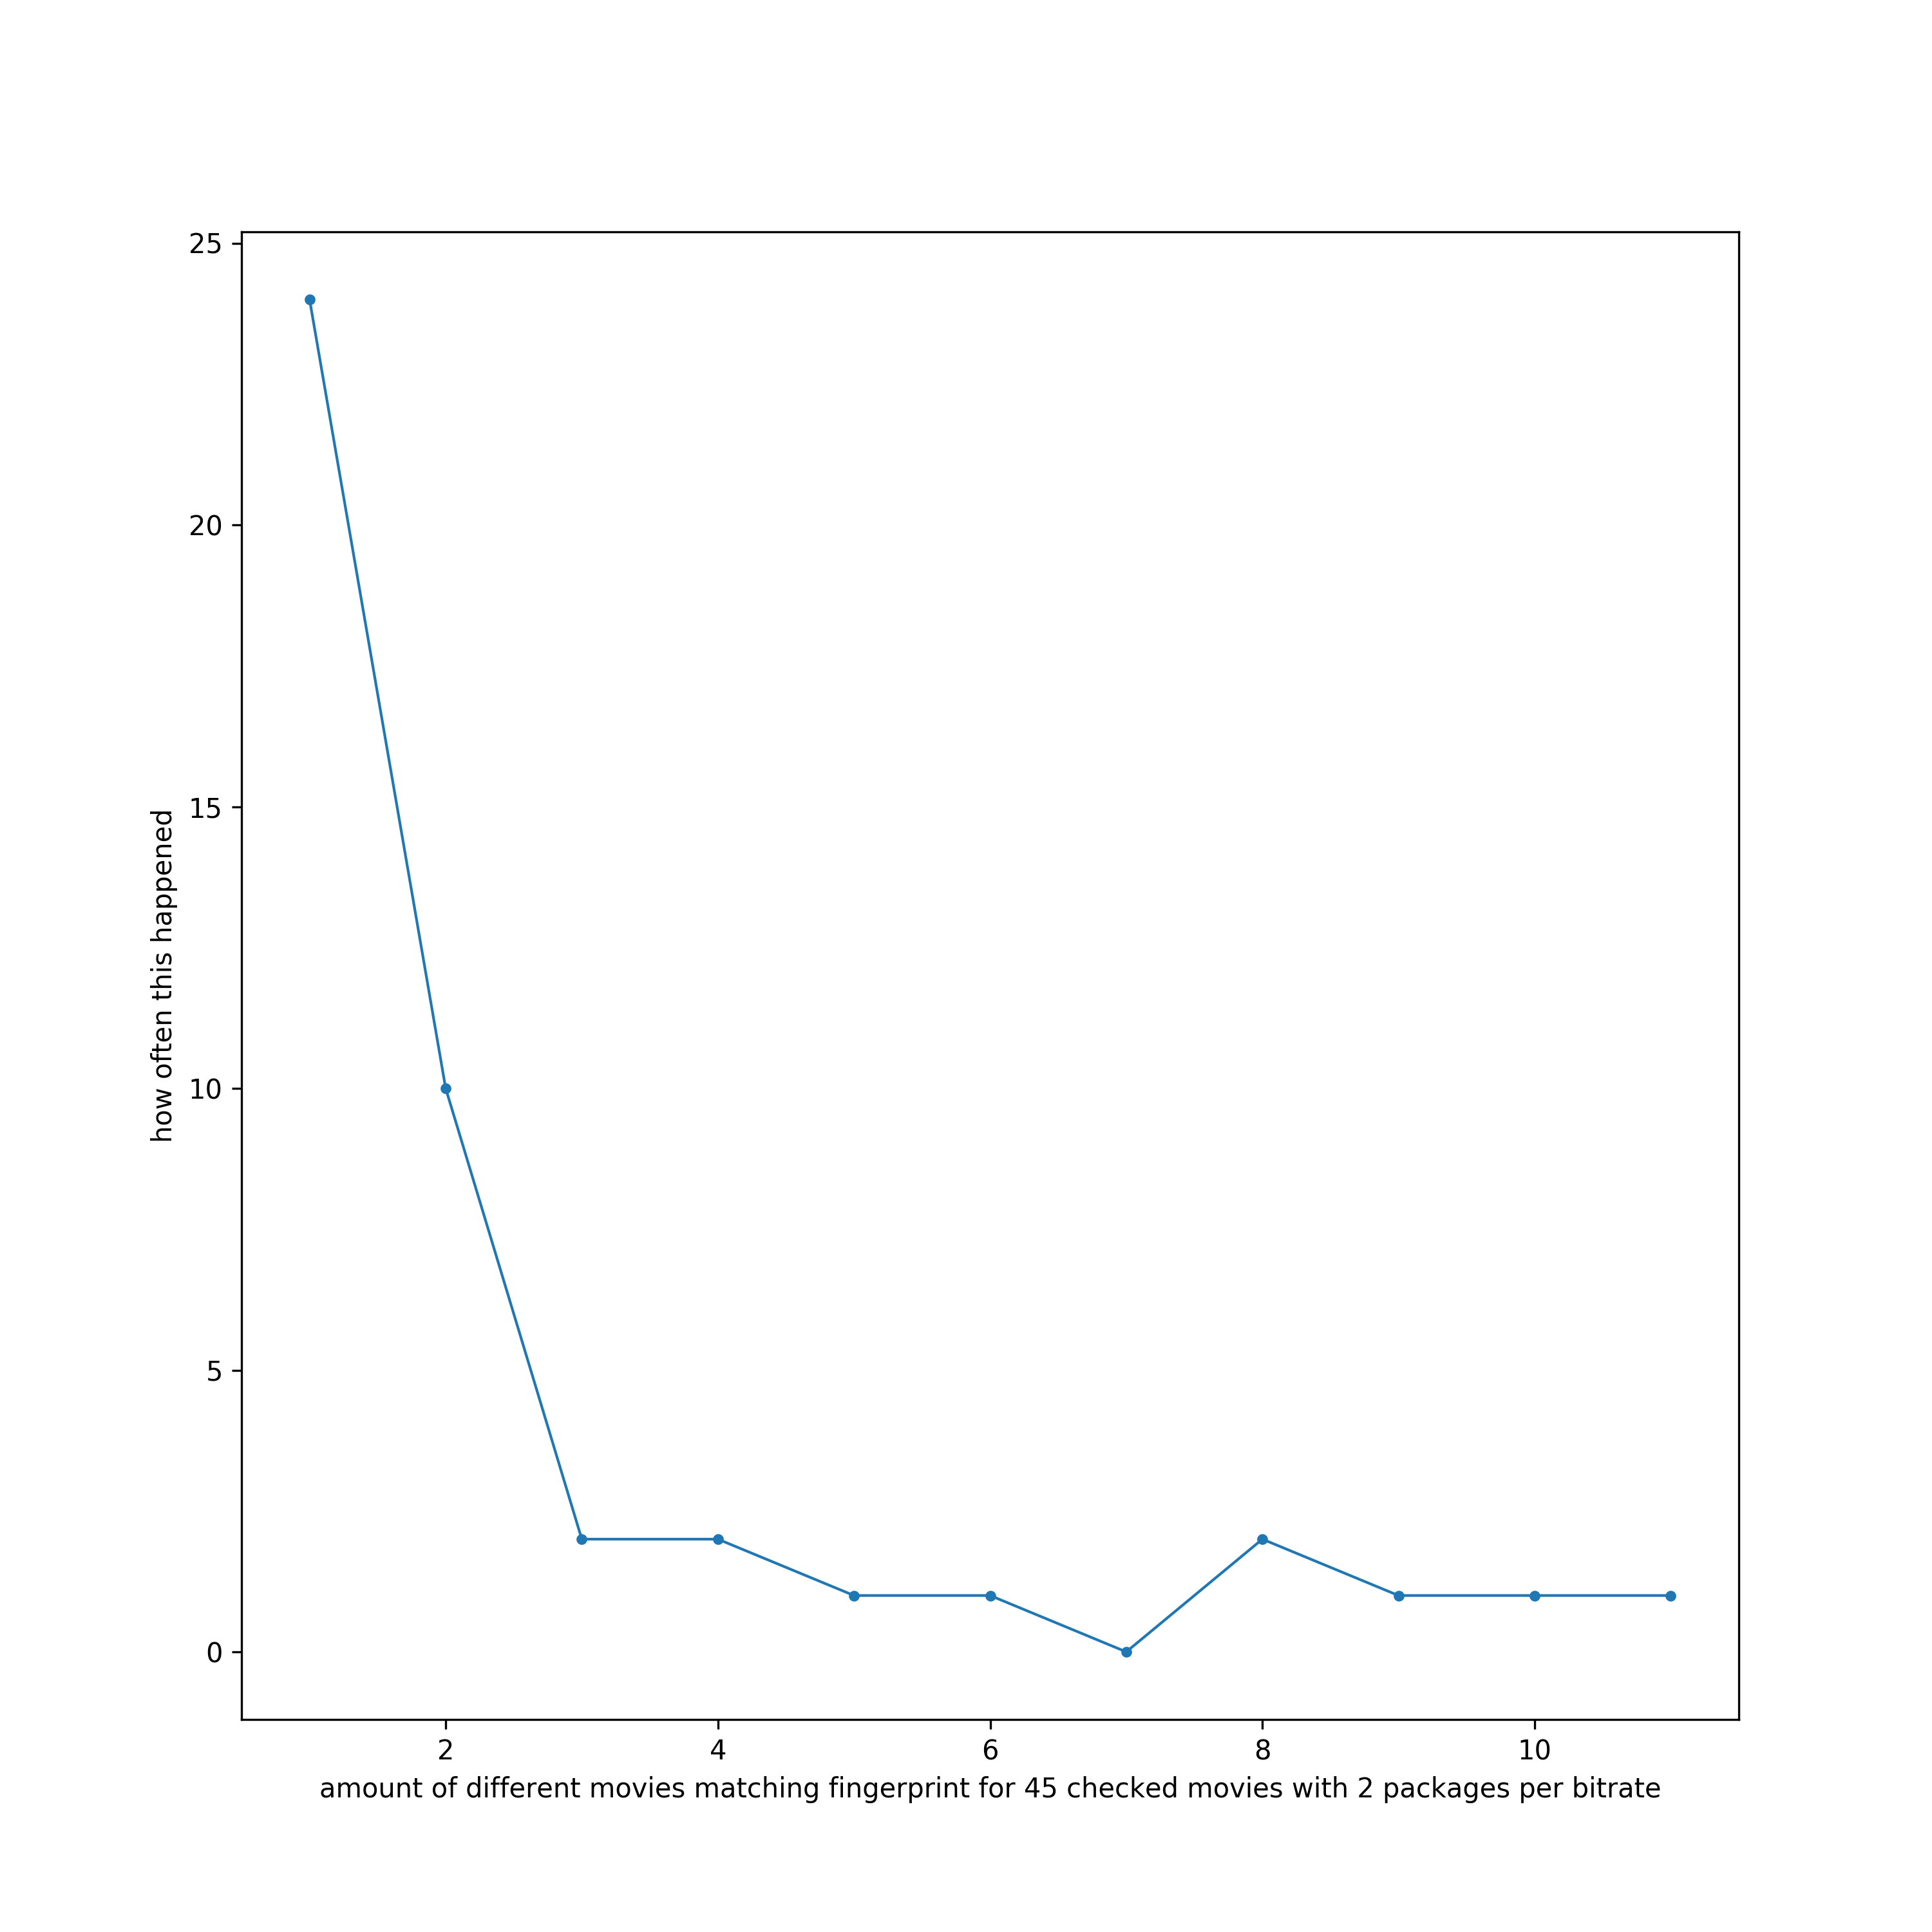 25
20
15
10
5
0
how often this happened
2 4 6 8 10
amount of different movies matching fingerprint for 45 checked movies with 2 packages per bitrate